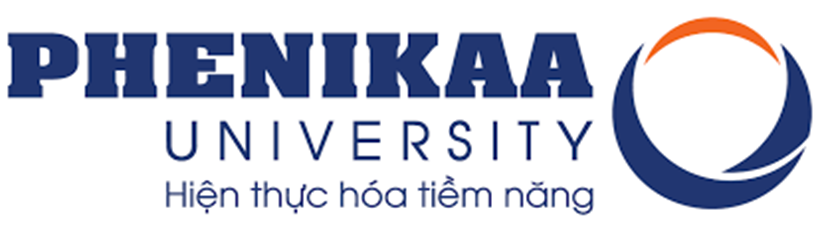 PHENIKAA
UNIVERSITY
Hiện thực hóa tiềm năng